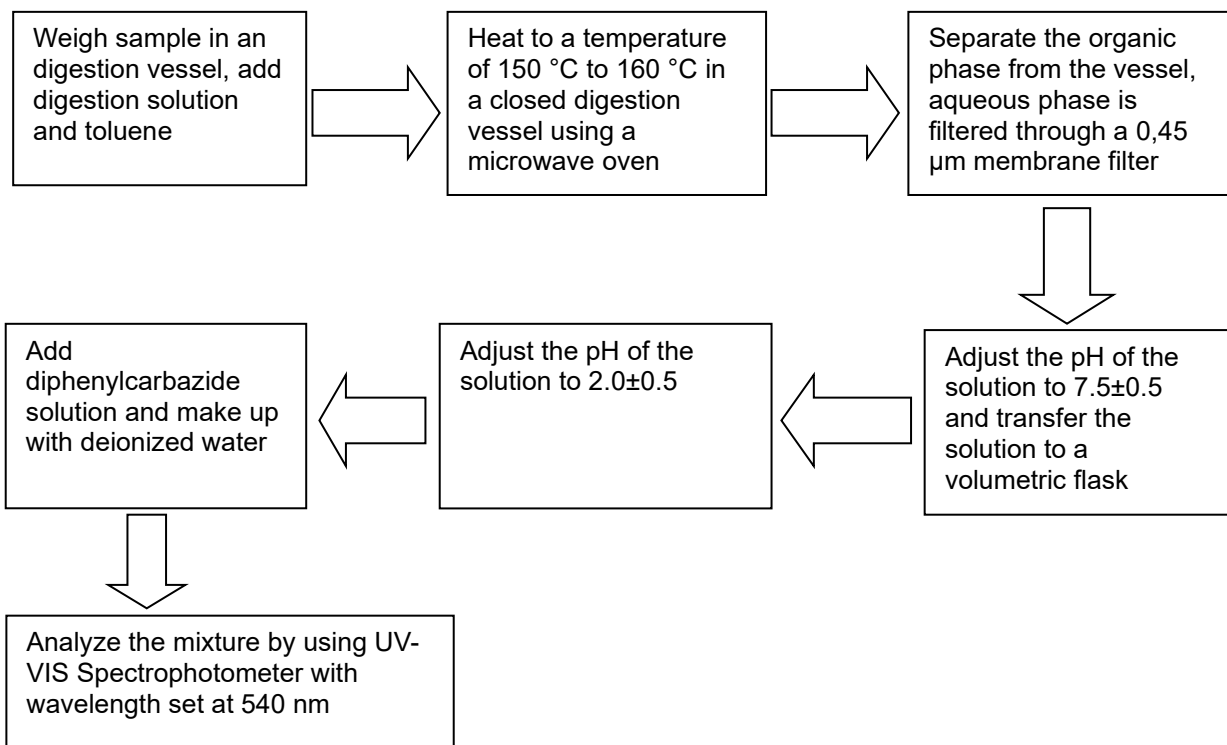 Weigh sample in an
digestion vessel, add
digestion solution
and toluene
Heat to a temperature
of 150 °C to 160 °C in
a closed digestion
vessel using a
microwave oven
Separate the organic
phase from the vessel,
aqueous phase is
filtered through a 0,45
µm membrane filter
Adjust the pH of the
solution to 7.5±0.5
and transfer the
solution to a
volumetric flask
Adjust the pH of the
solution to 2.0±0.5
Add
diphenylcarbazide
solution and make up
with deionized water
Analyze the mixture by using UV-
VIS Spectrophotometer with
wavelength set at 540 nm